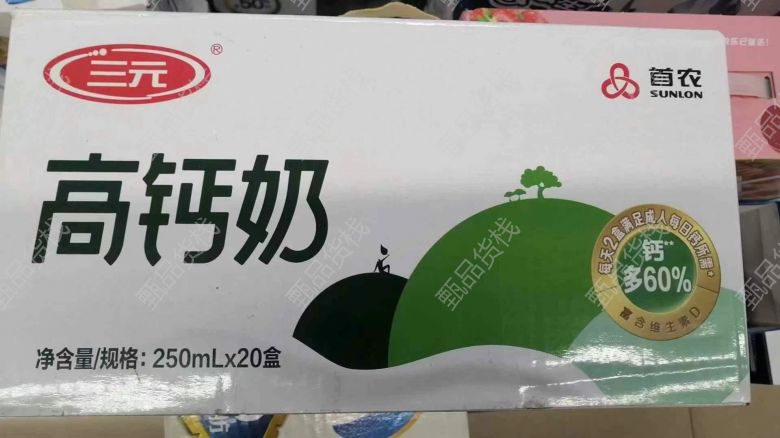 三元®
首农
SUNLON
高钙奶
每天2盒满足成人每日钙所需*
钙**
多60%
富含维生素D
净含量/规格: 250mLx20盒
甄品货栈